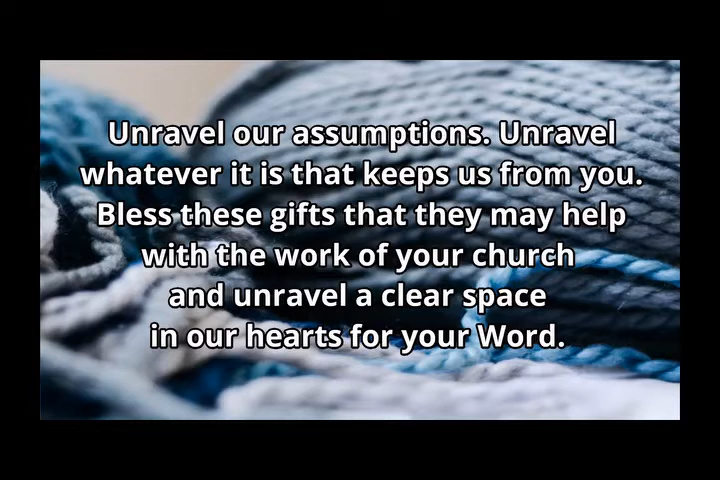 Unravel our assumptions. Unravel
whatever it is that keeps us from you.
Bless these gifts that they may help
with the work of your church
and unravel a clear space
in our hearts for your Word.